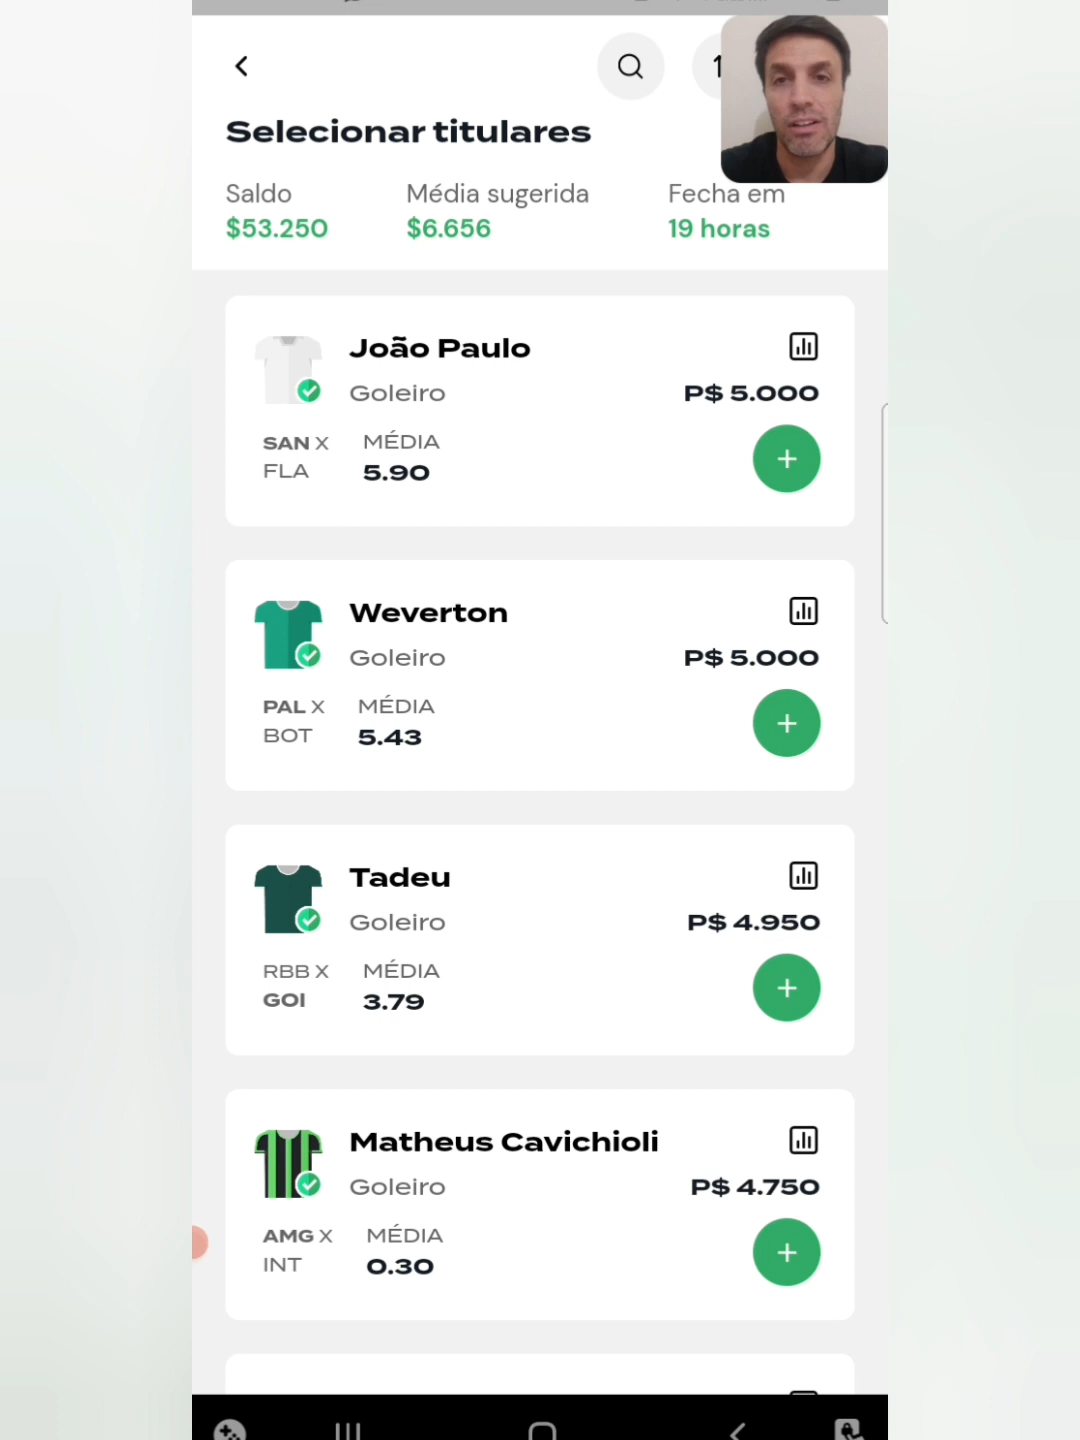 Selecionar titulares
Saldo
Média sugerida
Fecha em
$53.250
$6.656
19 horas
João Paulo
Goleiro
P$ 5.000
SAN X
FLA
MÉDIA
5.90
Weverton
Goleiro
P$ 5.000
PAL X
BOT
MÉDIA
5.43
Tadeu
Goleiro
P$ 4.950
RBB X
GOI
MÉDIA
3.79
Matheus Cavichioli
Goleiro
P$ 4.750
AMG X
INT
MÉDIA
0.30